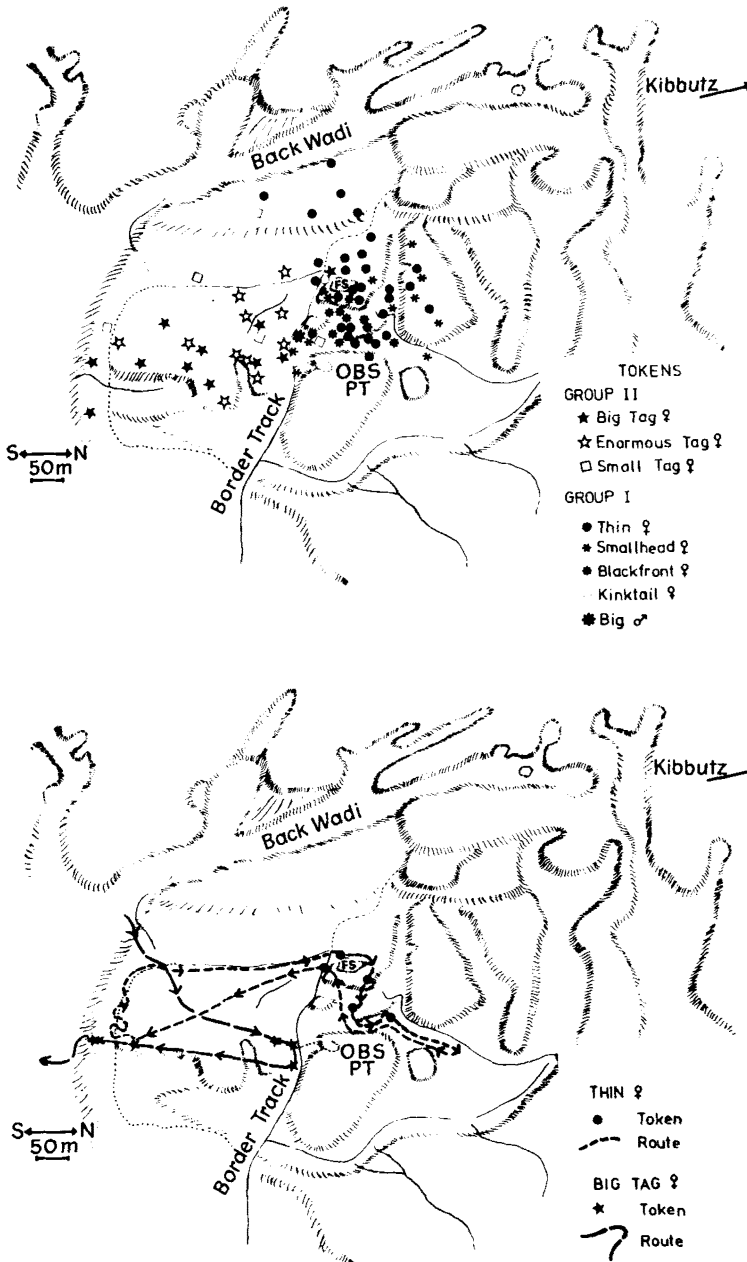 Kibbutz
Back Wadi
FS
OBS
PT
Border Track
S N
50m
TOKENS
GROUP II
★ Big Tag ♀
☆ Enormous Tag ♀
□ Small Tag ♀
GROUP I
● Thin ♀
* Smallhead ♀
✱ Blackfront ♀
Kinktail ♀
✸ Big ♂
Kibbutz
Back Wadi
FS
OBS
PT
Border Track
S N
50m
THIN ♀
● Token
Route
BIG TAG ♀
★ Token
Route